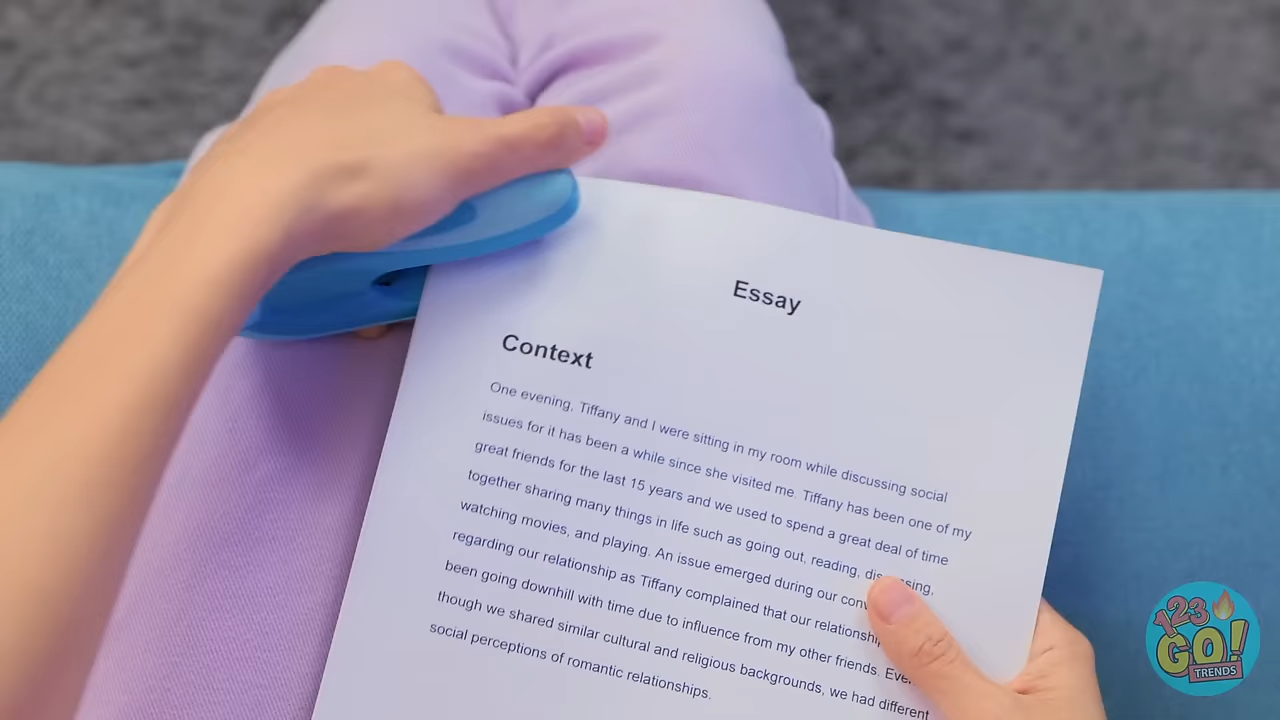 Essay
Context
One evening, Tiffany and I were sitting in my room while discussing social
issues for it has been a while since she visited me. Tiffany has been one of my
great friends for the last 15 years and we used to spend a great deal of time
together sharing many things in life such as going out, reading,
watching movies, and playing. An issue emerged during our
regarding our relationship as Tiffany complained that our
been going downhill with time due to influence from my other friends.
though we shared similar cultural and religious backgrounds, we had different
social perceptions of romantic relationships.
123
GO!
TRENDS